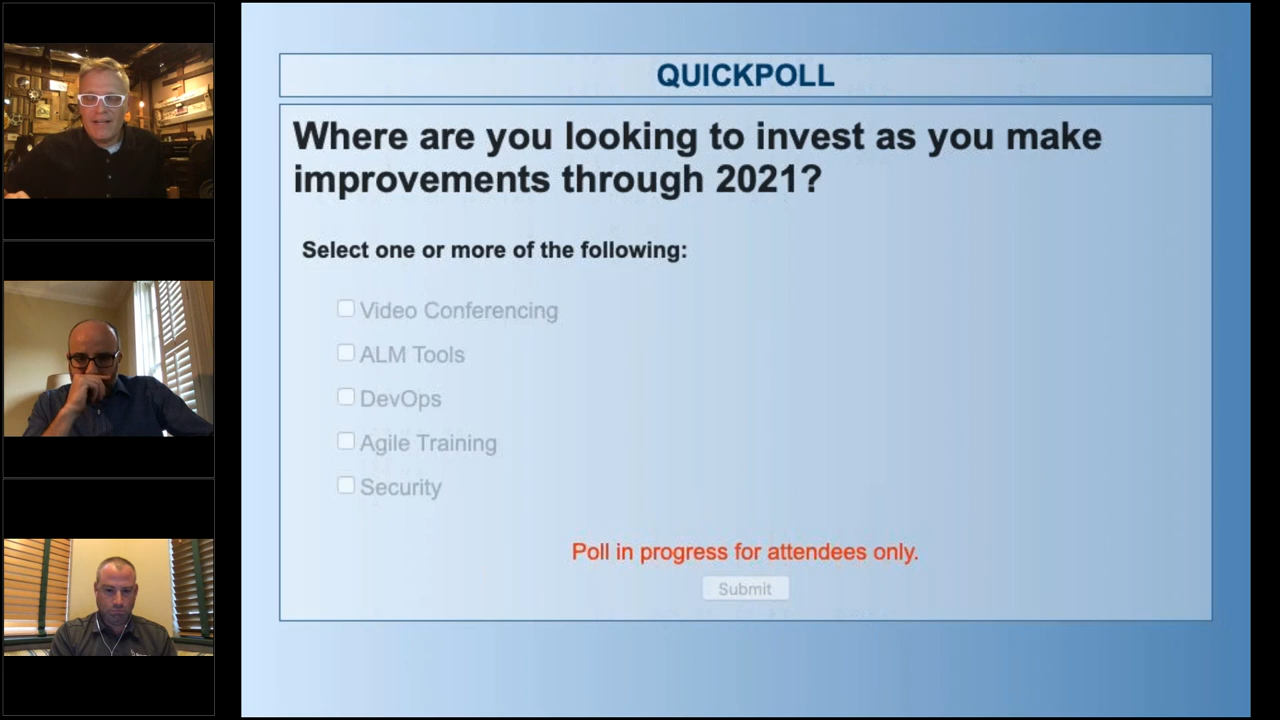 QUICKPOLL
Where are you looking to invest as you make
improvements through 2021?
Select one or more of the following:
Video Conferencing
ALM Tools
DevOps
Agile Training
Security
Poll in progress for attendees only.
Submit